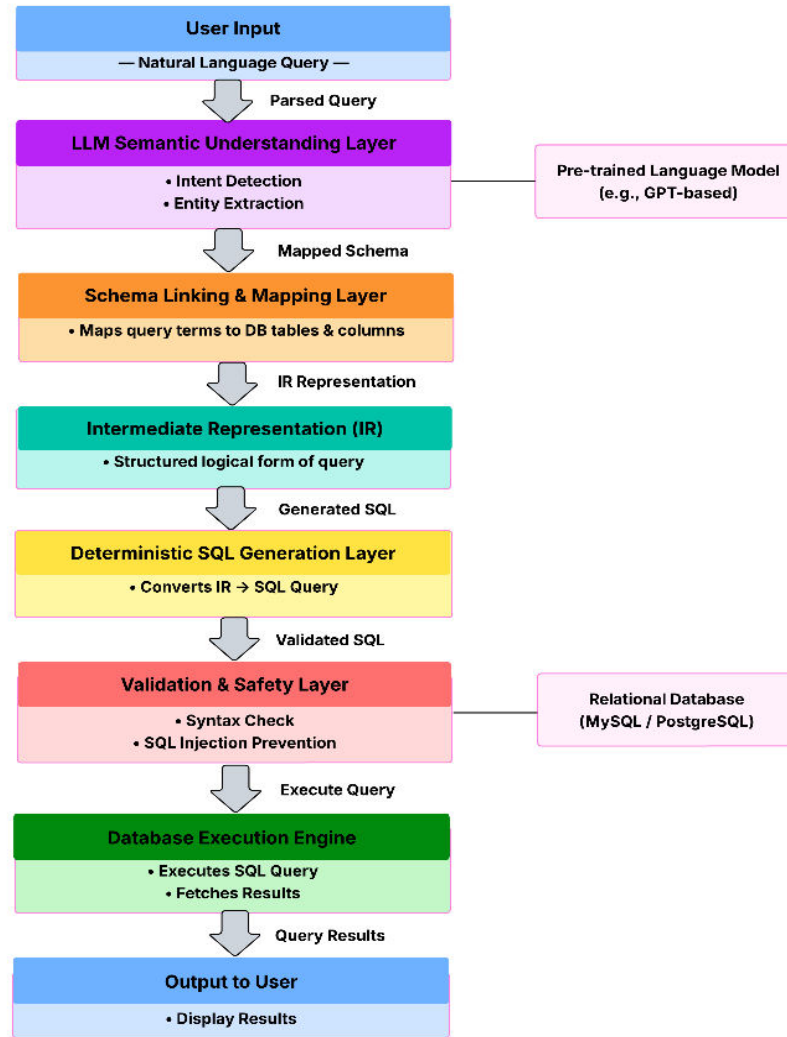 User Input
— Natural Language Query —
Parsed Query
LLM Semantic Understanding Layer
• Intent Detection
• Entity Extraction
Pre-trained Language Model
(e.g., GPT-based)
Mapped Schema
Schema Linking & Mapping Layer
• Maps query terms to DB tables & columns
IR Representation
Intermediate Representation (IR)
• Structured logical form of query
Generated SQL
Deterministic SQL Generation Layer
• Converts IR → SQL Query
Validated SQL
Validation & Safety Layer
• Syntax Check
• SQL Injection Prevention
Relational Database
(MySQL / PostgreSQL)
Execute Query
Database Execution Engine
• Executes SQL Query
• Fetches Results
Query Results
Output to User
• Display Results